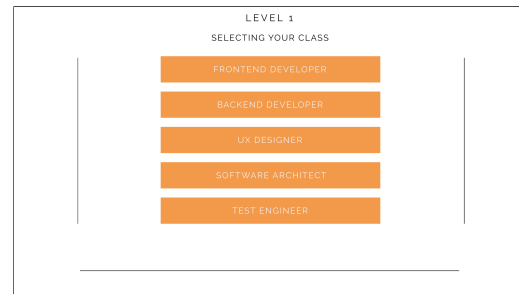 LEVEL 1
SELECTING YOUR CLASS
FRONTEND DEVELOPER
BACKEND DEVELOPER
UX DESIGNER
SOFTWARE ARCHITECT
TEST ENGINEER